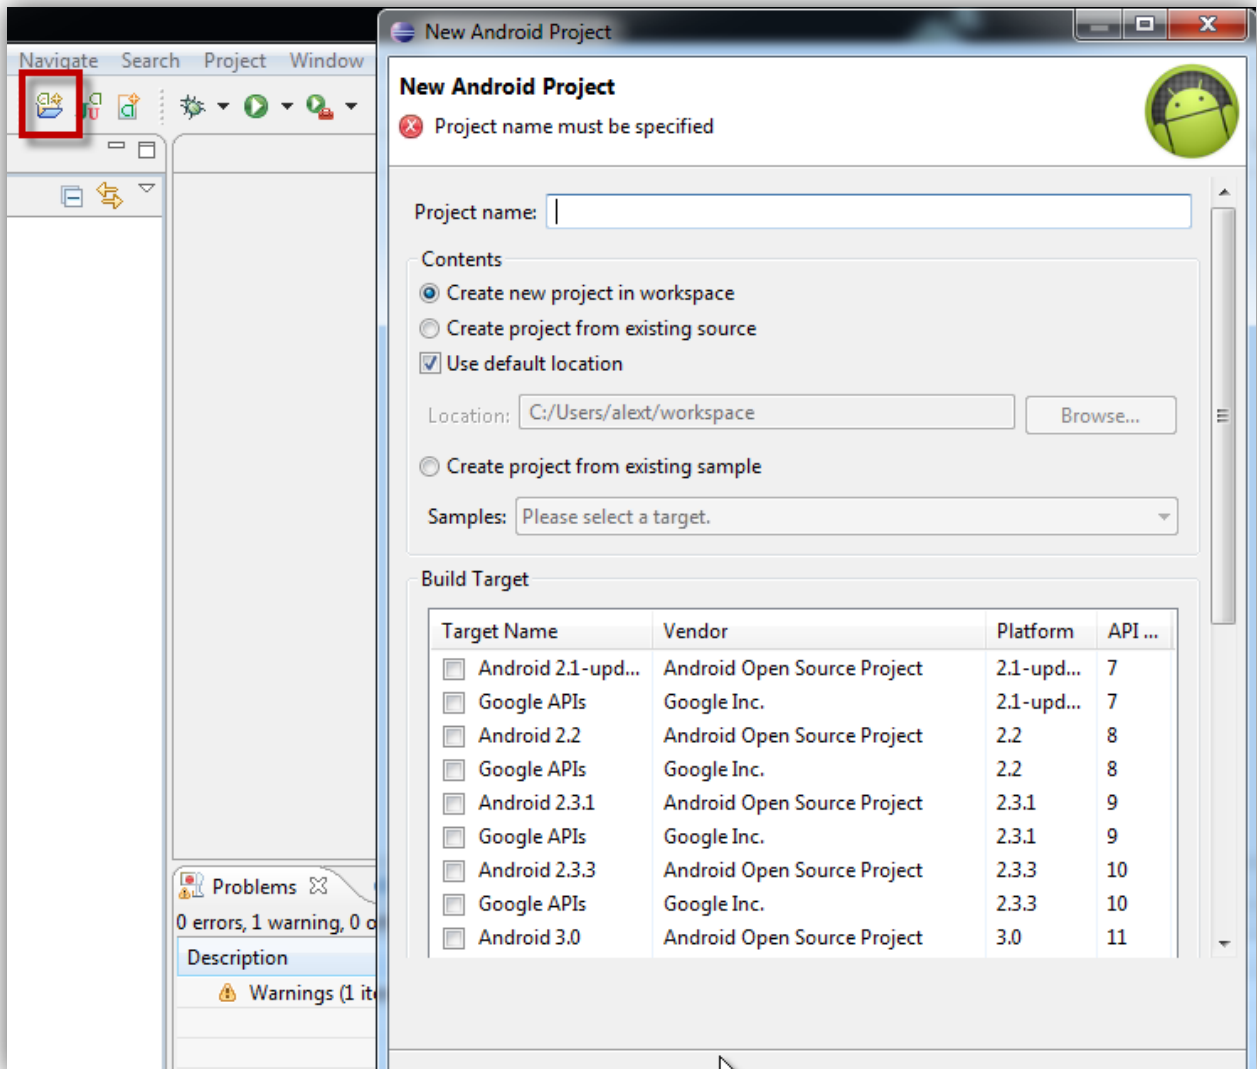 New Android Project
Navigate Search Project Window
New Android Project
Project name must be specified
Project name:
Contents
Create new project in workspace
Create project from existing source
Use default location
Location: C:/Users/alext/workspace Browse...
Create project from existing sample
Samples: Please select a target.
Build Target
Target Name Vendor Platform API ...
Android 2.1-upd... Android Open Source Project 2.1-upd... 7
Google APIs Google Inc. 2.1-upd... 7
Android 2.2 Android Open Source Project 2.2 8
Google APIs Google Inc. 2.2 8
Android 2.3.1 Android Open Source Project 2.3.1 9
Google APIs Google Inc. 2.3.1 9
Android 2.3.3 Android Open Source Project 2.3.3 10
Google APIs Google Inc. 2.3.3 10
Android 3.0 Android Open Source Project 3.0 11
Problems
0 errors, 1 warning, 0 o
Description
Warnings (1 ite